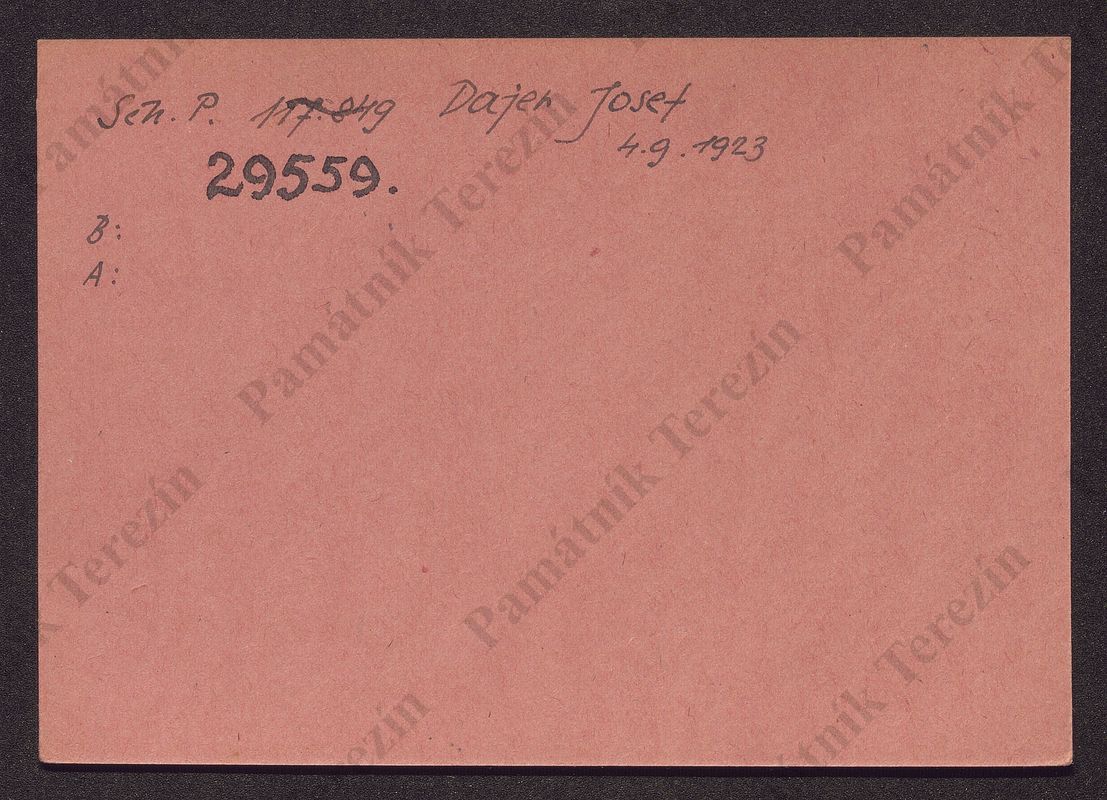 Sch. P. 117.849 Dajer Josef
4.9.1923
29559.
B:
A:
Památník Terezín